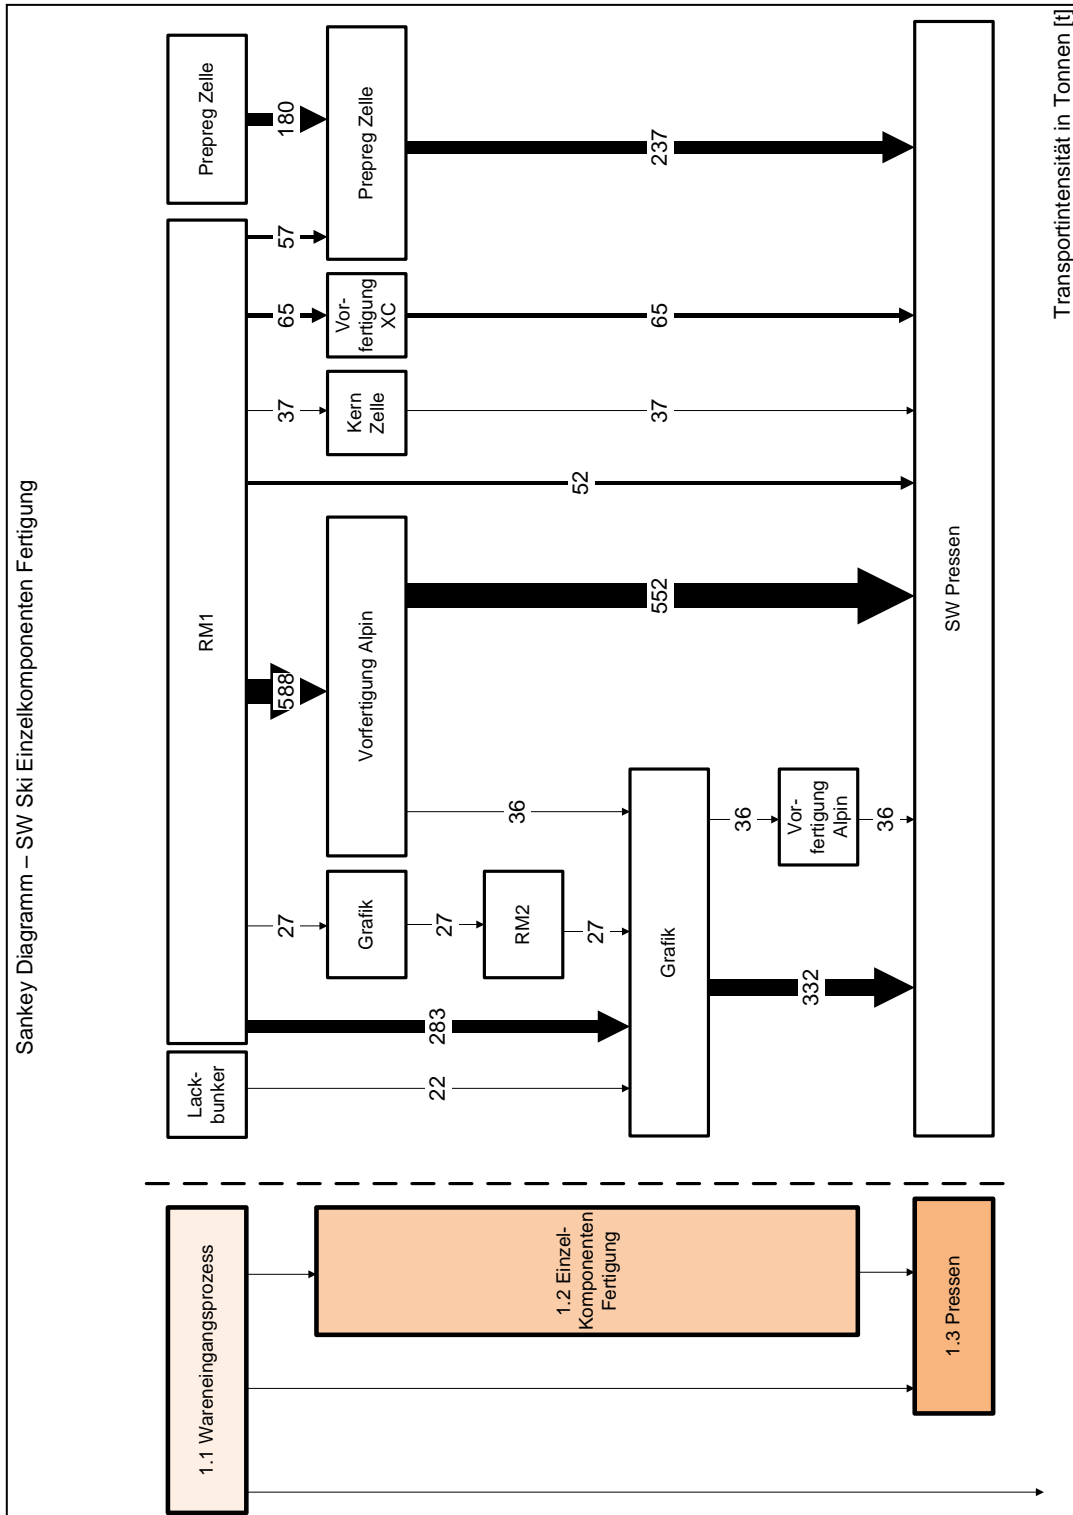 Sankey Diagramm – SW Ski Einzelkomponenten Fertigung
1.1 Wareneingangsprozess
Lack-
bunker
RM1
Prepreg Zelle
22
283
27
588
52
37
65
57
180
1.2 Einzel-
Komponenten
Fertigung
Grafik
Vorfertigung Alpin
Kern
Zelle
Vor-
fertigung
XC
Prepreg Zelle
27
RM2
27
36
552
37
65
237
Grafik
332
36
Vor-
fertigung
Alpin
36
1.3 Pressen
SW Pressen
Transportintensität in Tonnen [t]